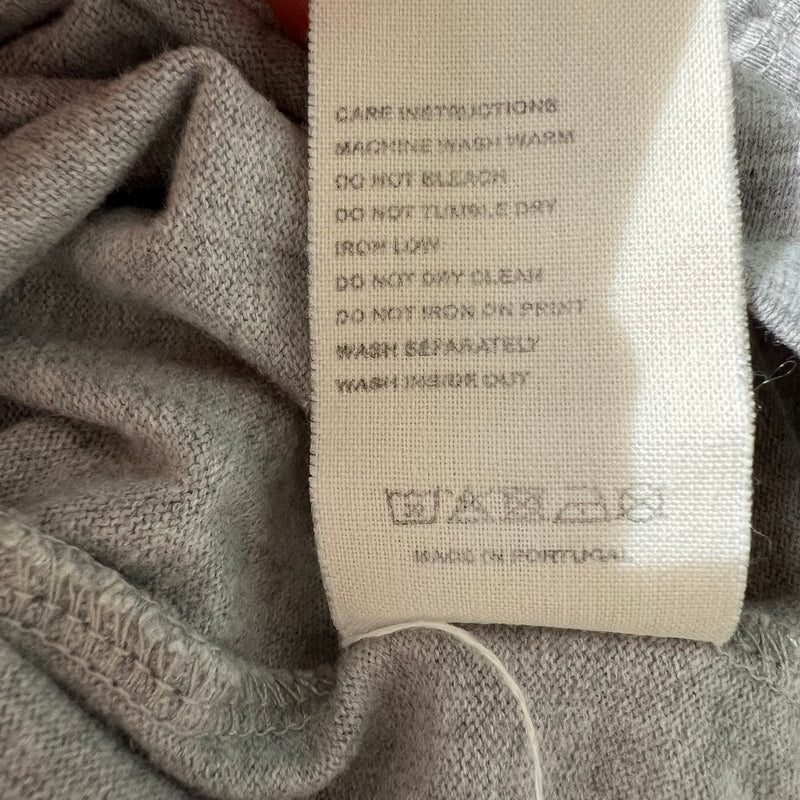 CARE INSTRUCTIONS
MACHINE WASH WARM
DO NOT BLEACH
DO NOT TUMBLE DRY
IRON LOW
DO NOT DRY CLEAN
DO NOT IRON ON PRINT
WASH SEPARATELY
WASH INSIDE OUT
MADE IN PORTUGAL